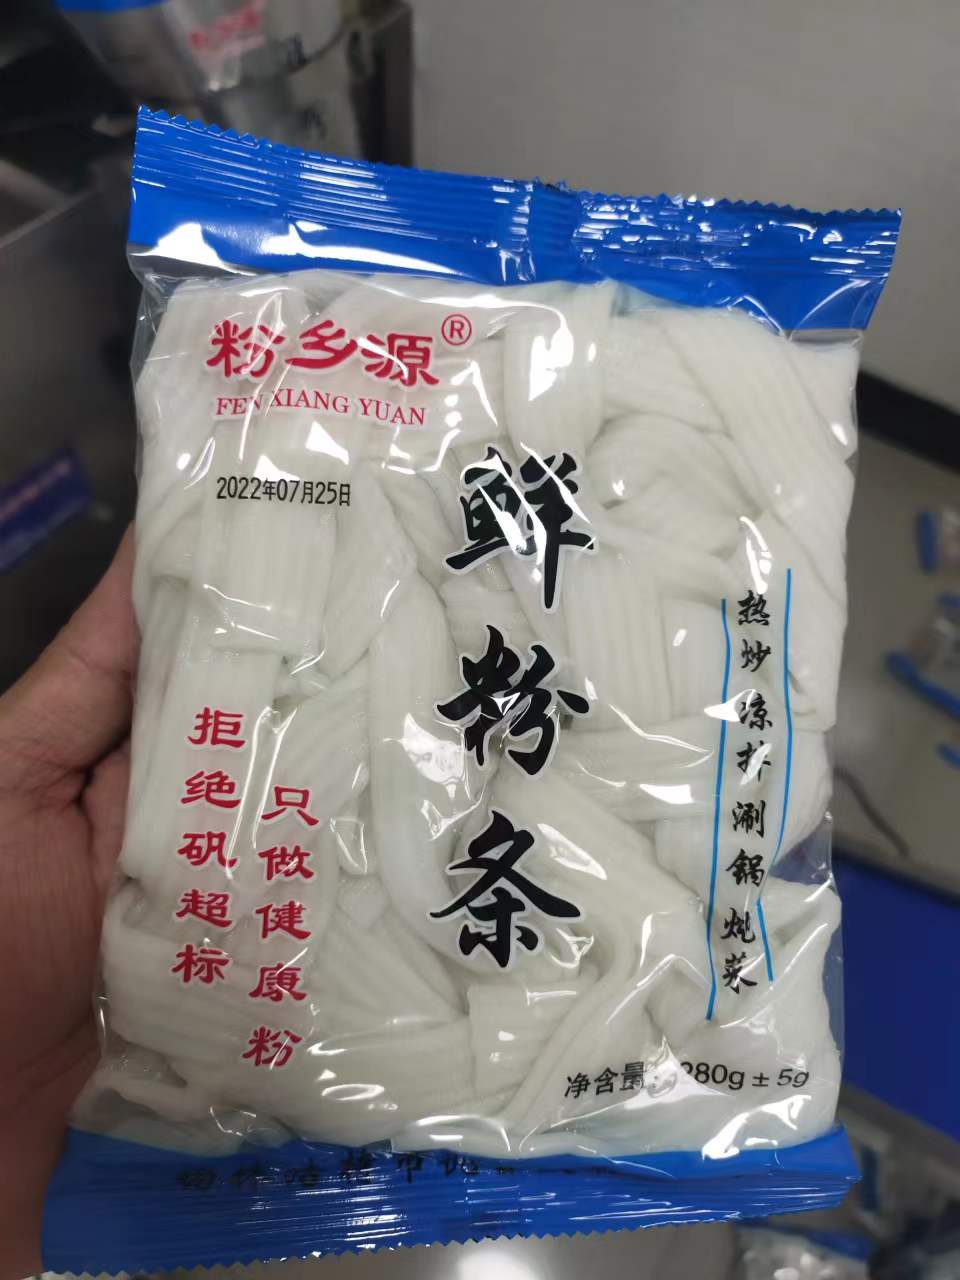 粉乡源®
FEN XIANG YUAN
2022年07月25日
鲜粉条
热炒凉拌涮锅炖菜
拒绝矾超标
只做健康粉
净含量：280g±5g